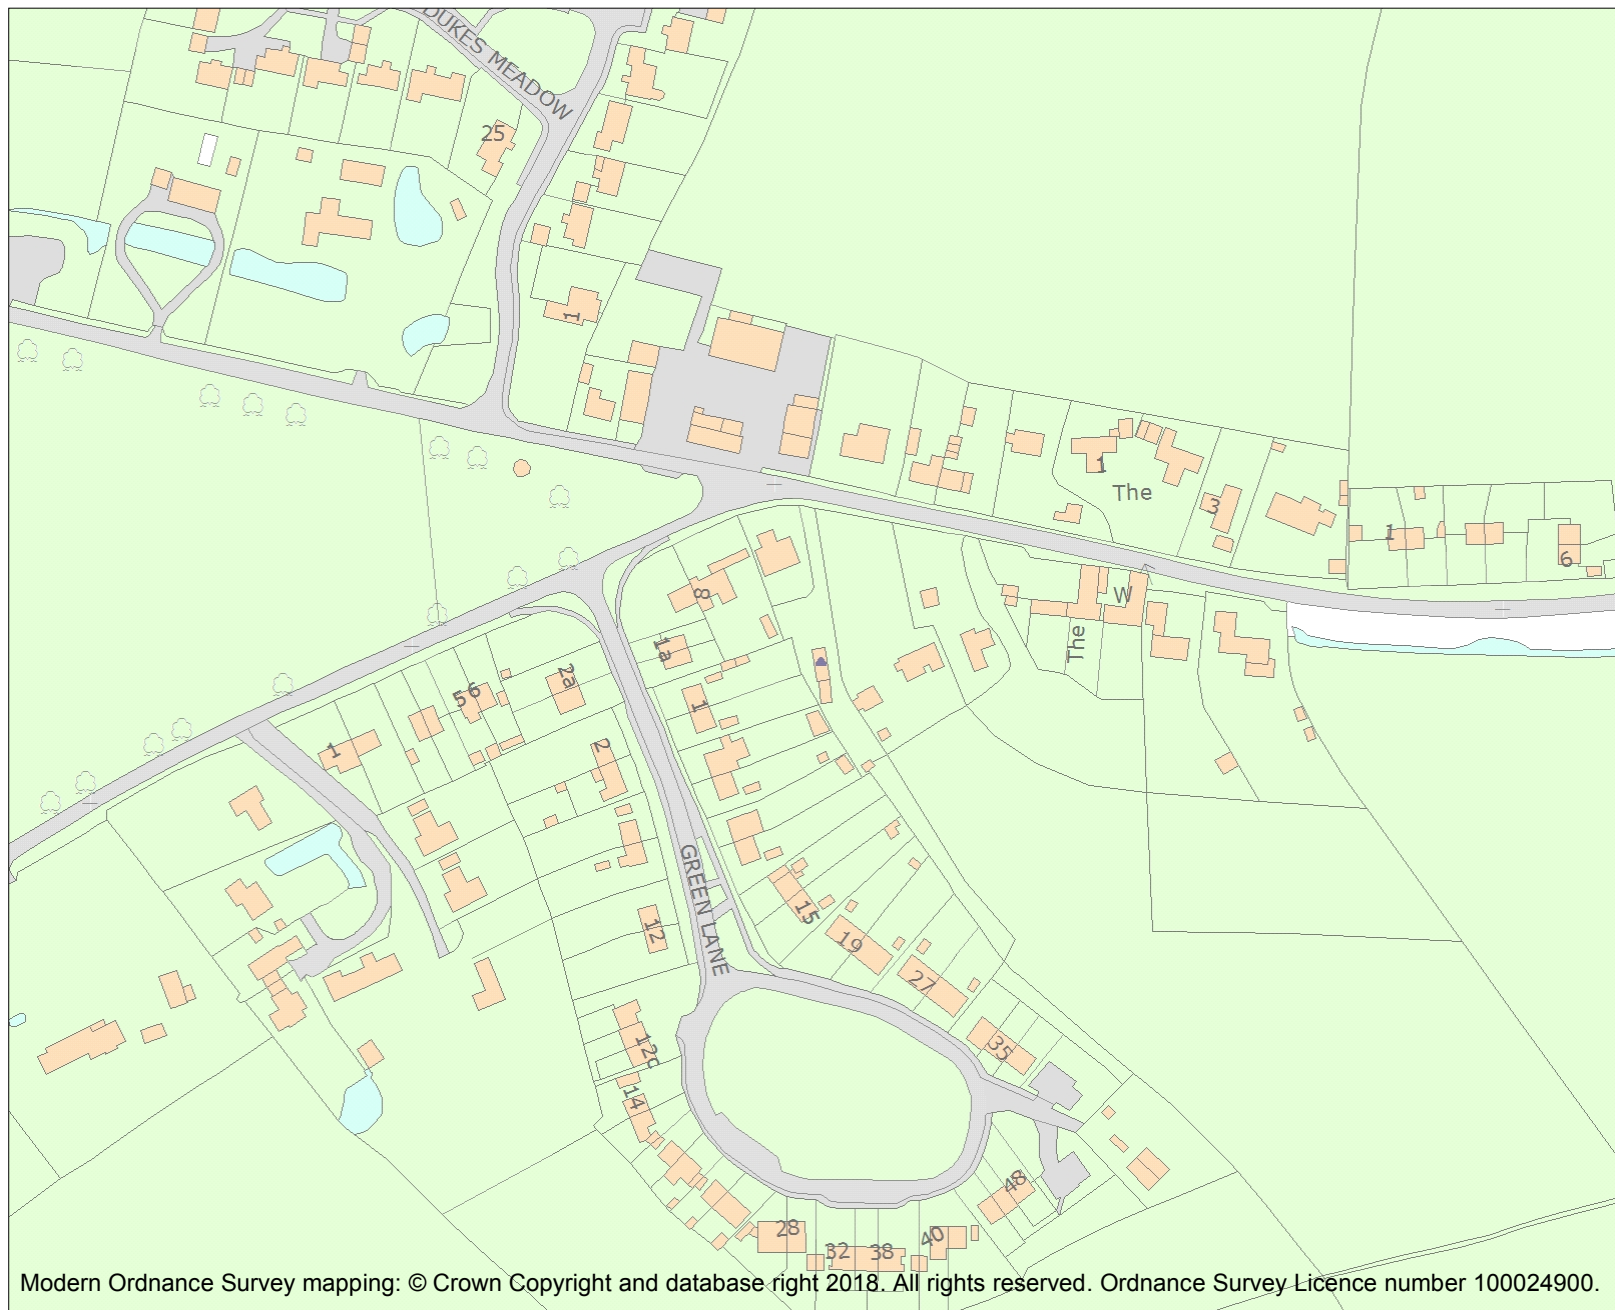 DUKES MEADOW
25
1
1
The
3
1
6
W
The
8
1a
2a
56
1
1
2
GREEN LANE
15
12
19
27
35
12c
14
48
28
32
38
40
Modern Ordnance Survey mapping: © Crown Copyright and database right 2018. All rights reserved. Ordnance Survey Licence number 100024900.